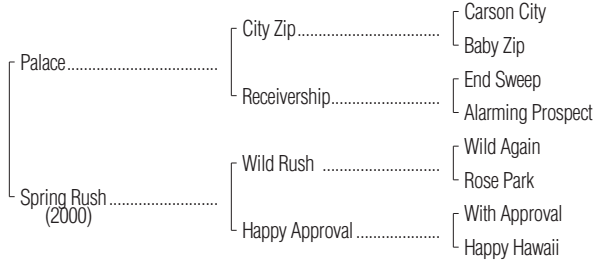 Carson City
City Zip
Baby Zip
Palace
End Sweep
Receivership
Alarming Prospect
Wild Again
Wild Rush
Rose Park
Spring Rush
(2000)
With Approval
Happy Approval
Happy Hawaii